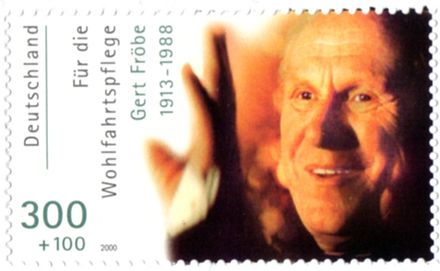 Deutschland
Für die
Wohlfahrtspflege
Gert Fröbe
1913–1988
300
+100
2000